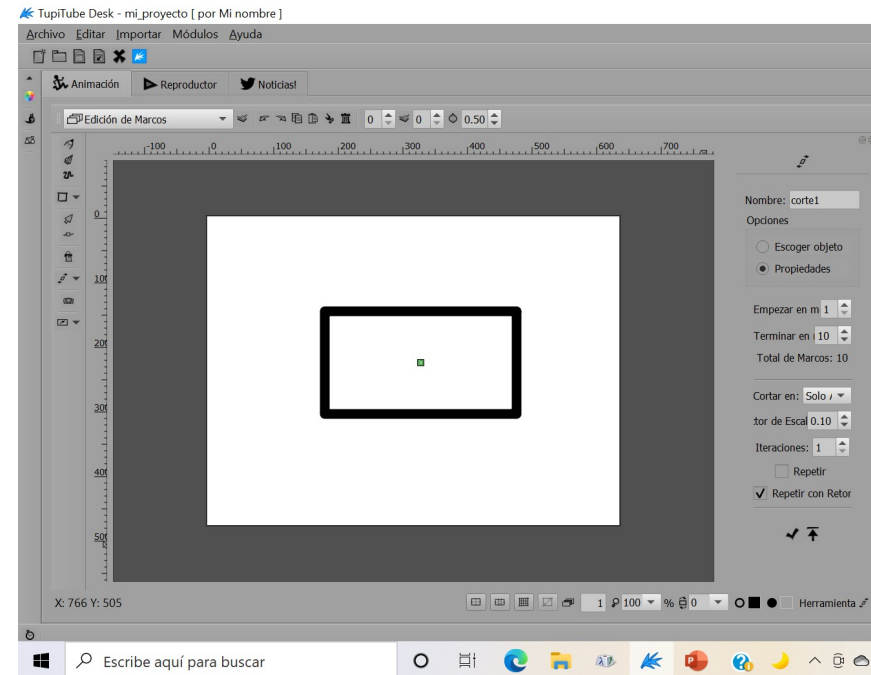 TupiTube Desk - mi_proyecto [ por Mi nombre ]
Archivo Editar Importar Módulos Ayuda
Animación Reproductor Noticias!
Edición de Marcos 0 0 0.50
-100 0 100 200 300 400 500 600 700
0
100
200
300
400
500
Nombre: corte1
Opciones
Escoger objeto
Propiedades
Empezar en m 1
Terminar en 10
Total de Marcos: 10
Cortar en: Solo
tor de Escal 0.10
Iteraciones: 1
Repetir
Repetir con Retor
X: 766 Y: 505 1 100 % 0 Herramienta
Escribe aquí para buscar